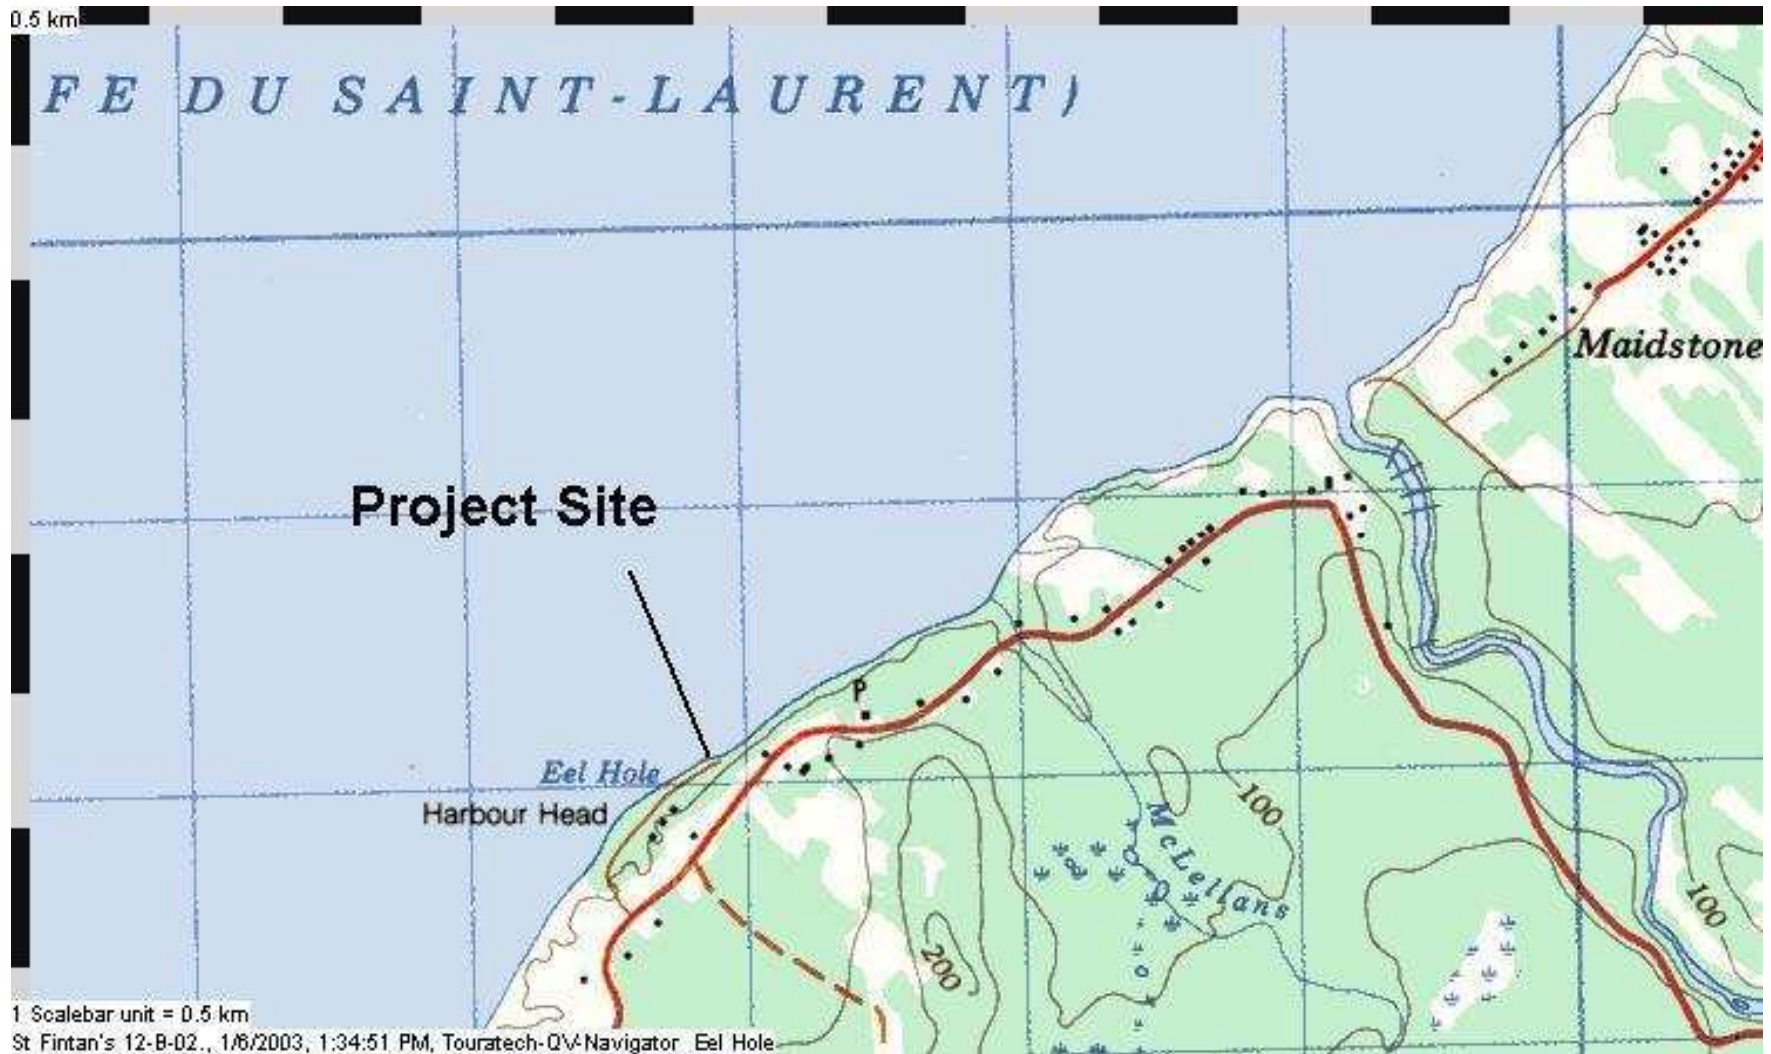 0.5 km
FE DU SAINT-LAURENT)
Maidstone
Project Site
P
Eel Hole
Harbour Head
100
McLellans
100
200
1 Scalebar unit = 0.5 km
St Fintan's 12-B-02., 1/6/2003, 1:34:51 PM, Touratech-QV-Navigator Eel Hole